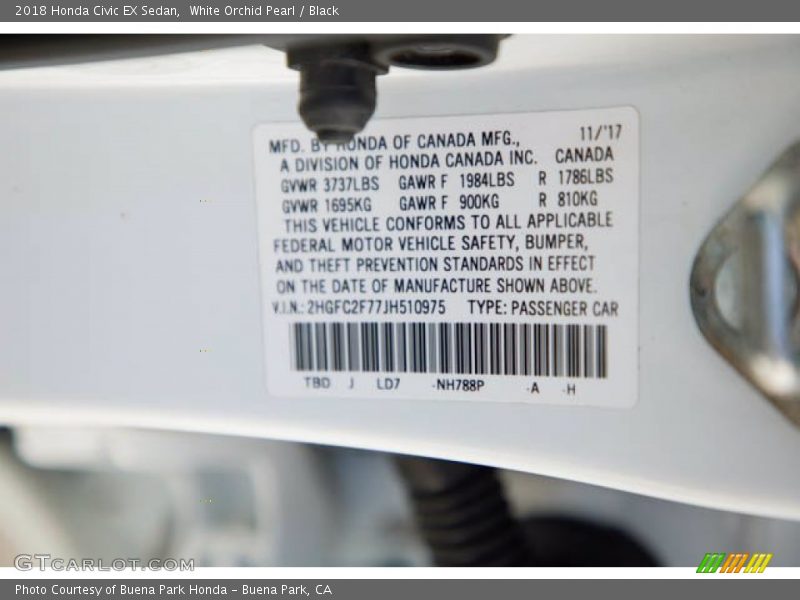 2018 Honda Civic EX Sedan,  White Orchid Pearl / Black
MFD. BY HONDA OF CANADA MFG., 11/'17
A DIVISION OF HONDA CANADA INC. CANADA
GVWR 3737LBS GAWR F 1984LBS R 1786LBS
GVWR 1695KG GAWR F 900KG R 810KG
THIS VEHICLE CONFORMS TO ALL APPLICABLE
FEDERAL MOTOR VEHICLE SAFETY, BUMPER,
AND THEFT PREVENTION STANDARDS IN EFFECT
ON THE DATE OF MANUFACTURE SHOWN ABOVE.
V.I.N.: 2HGFC2F77JH510975 TYPE: PASSENGER CAR
TBD J LD7 -NH788P -A -H
GTCARLOT.COM
Photo Courtesy of Buena Park Honda - Buena Park, CA